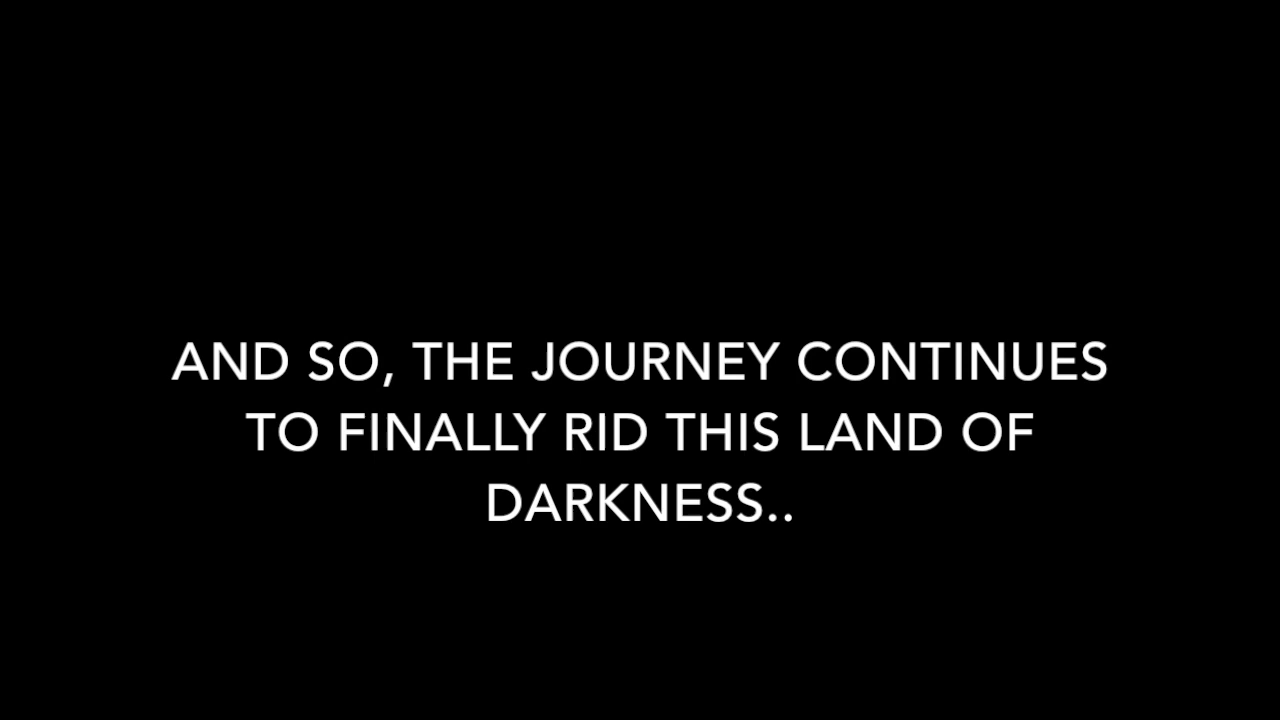 AND SO, THE JOURNEY CONTINUES
TO FINALLY RID THIS LAND OF
DARKNESS..